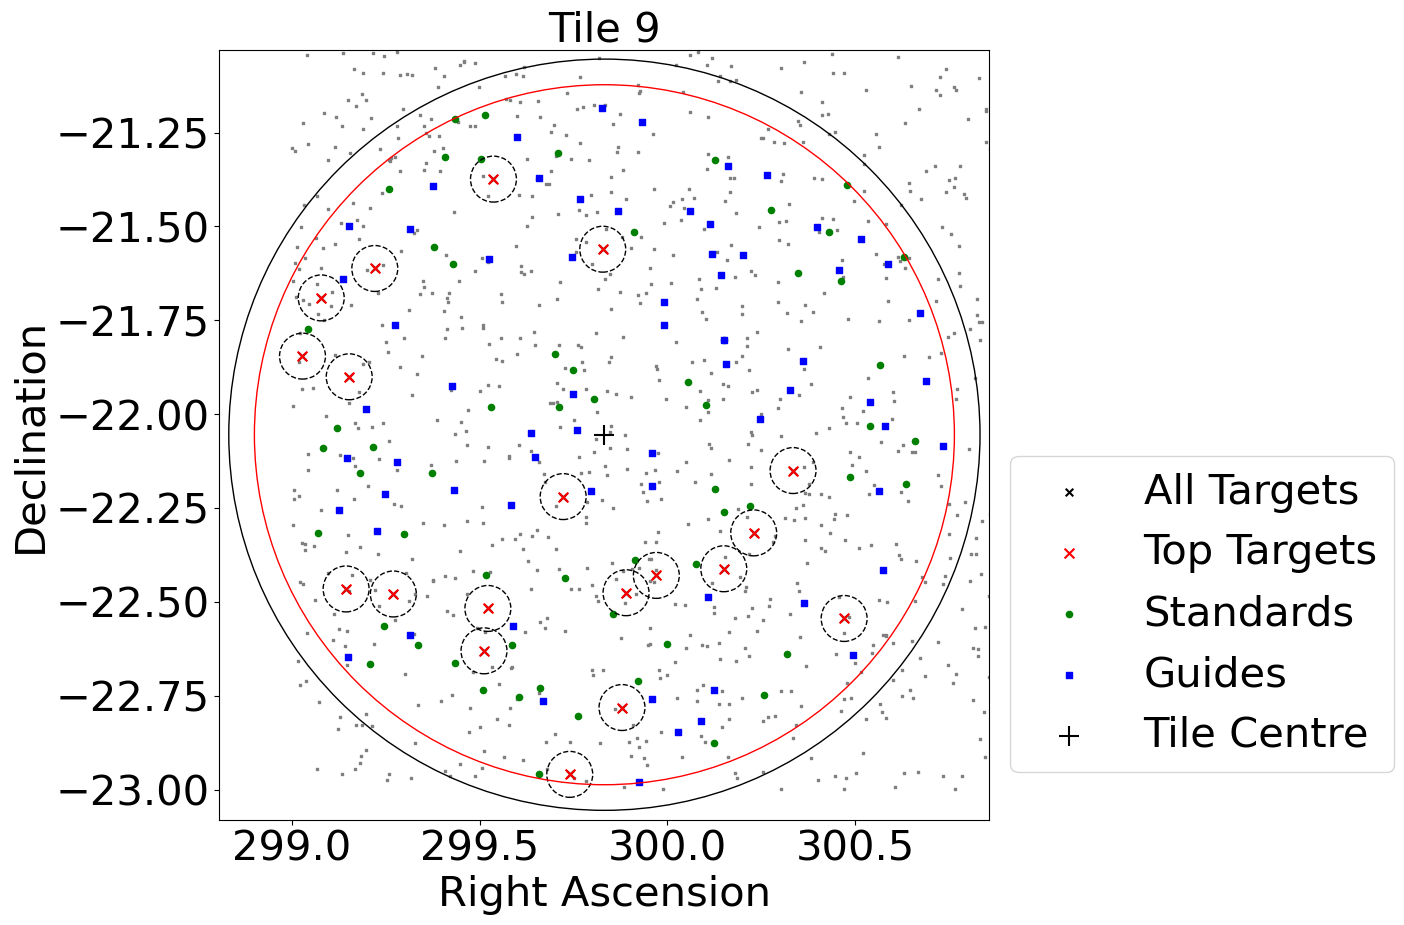 Tile 9
Declination
−21.25
−21.50
−21.75
−22.00
−22.25
−22.50
−22.75
−23.00
299.0 299.5 300.0 300.5
Right Ascension
All Targets
Top Targets
Standards
Guides
Tile Centre